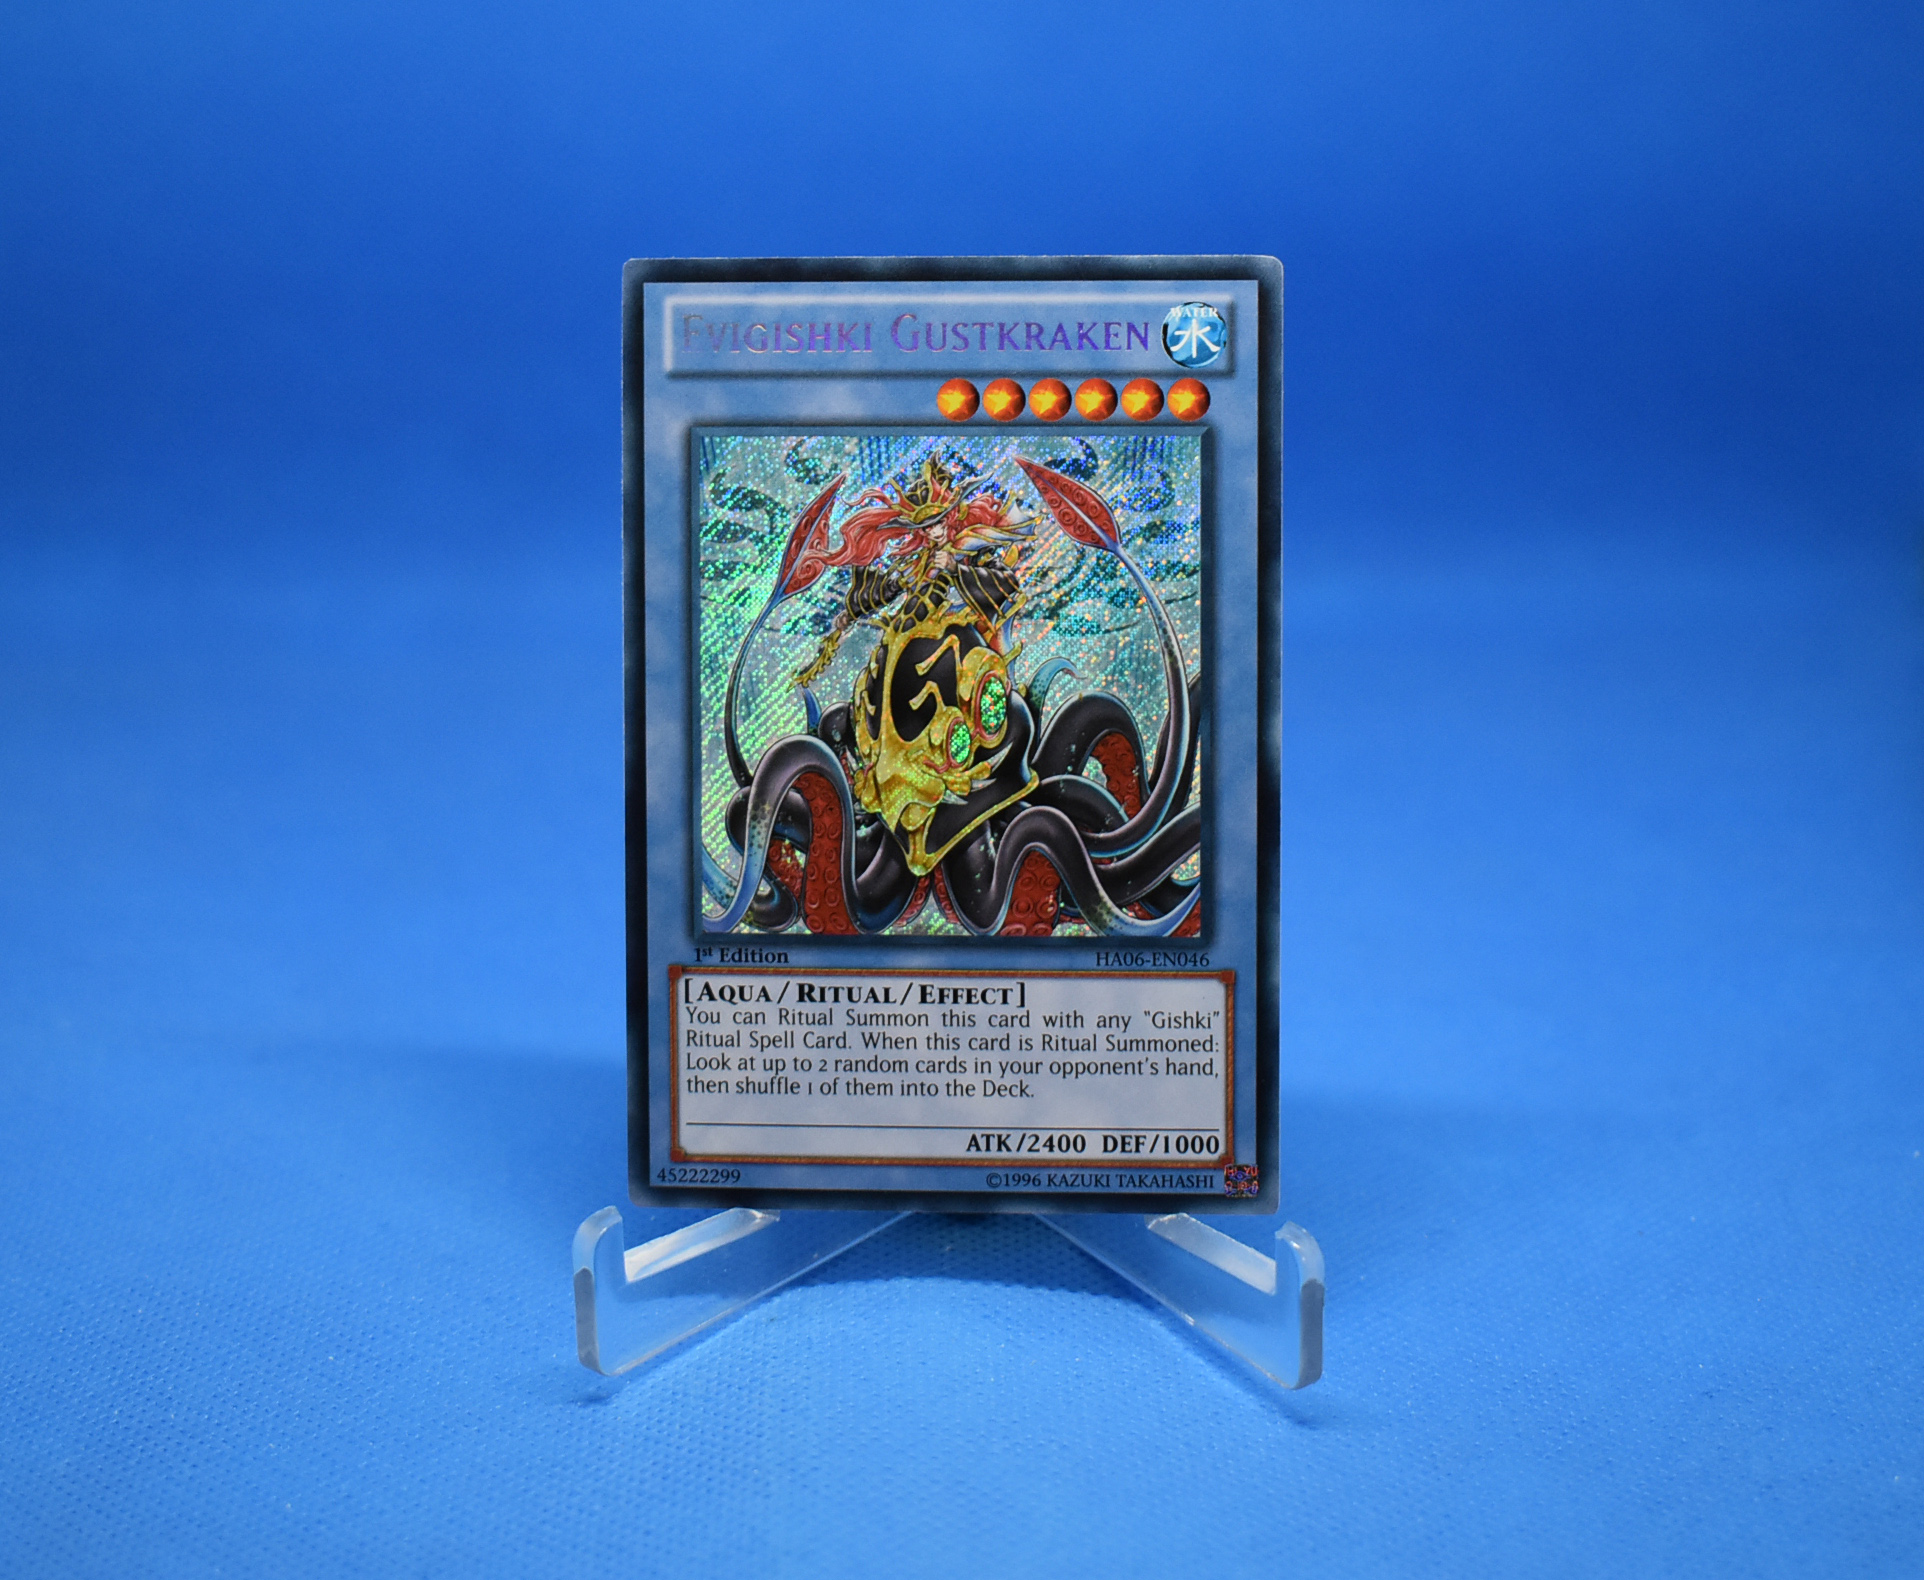 Evigishki Gustkraken
WATER
水
1st Edition
HA06-EN046
[Aqua/Ritual/Effect]
You can Ritual Summon this card with any "Gishki"
Ritual Spell Card. When this card is Ritual Summoned:
Look at up to 2 random cards in your opponent's hand,
then shuffle 1 of them into the Deck.
ATK/2400 DEF/1000
45222299
©1996 KAZUKI TAKAHASHI